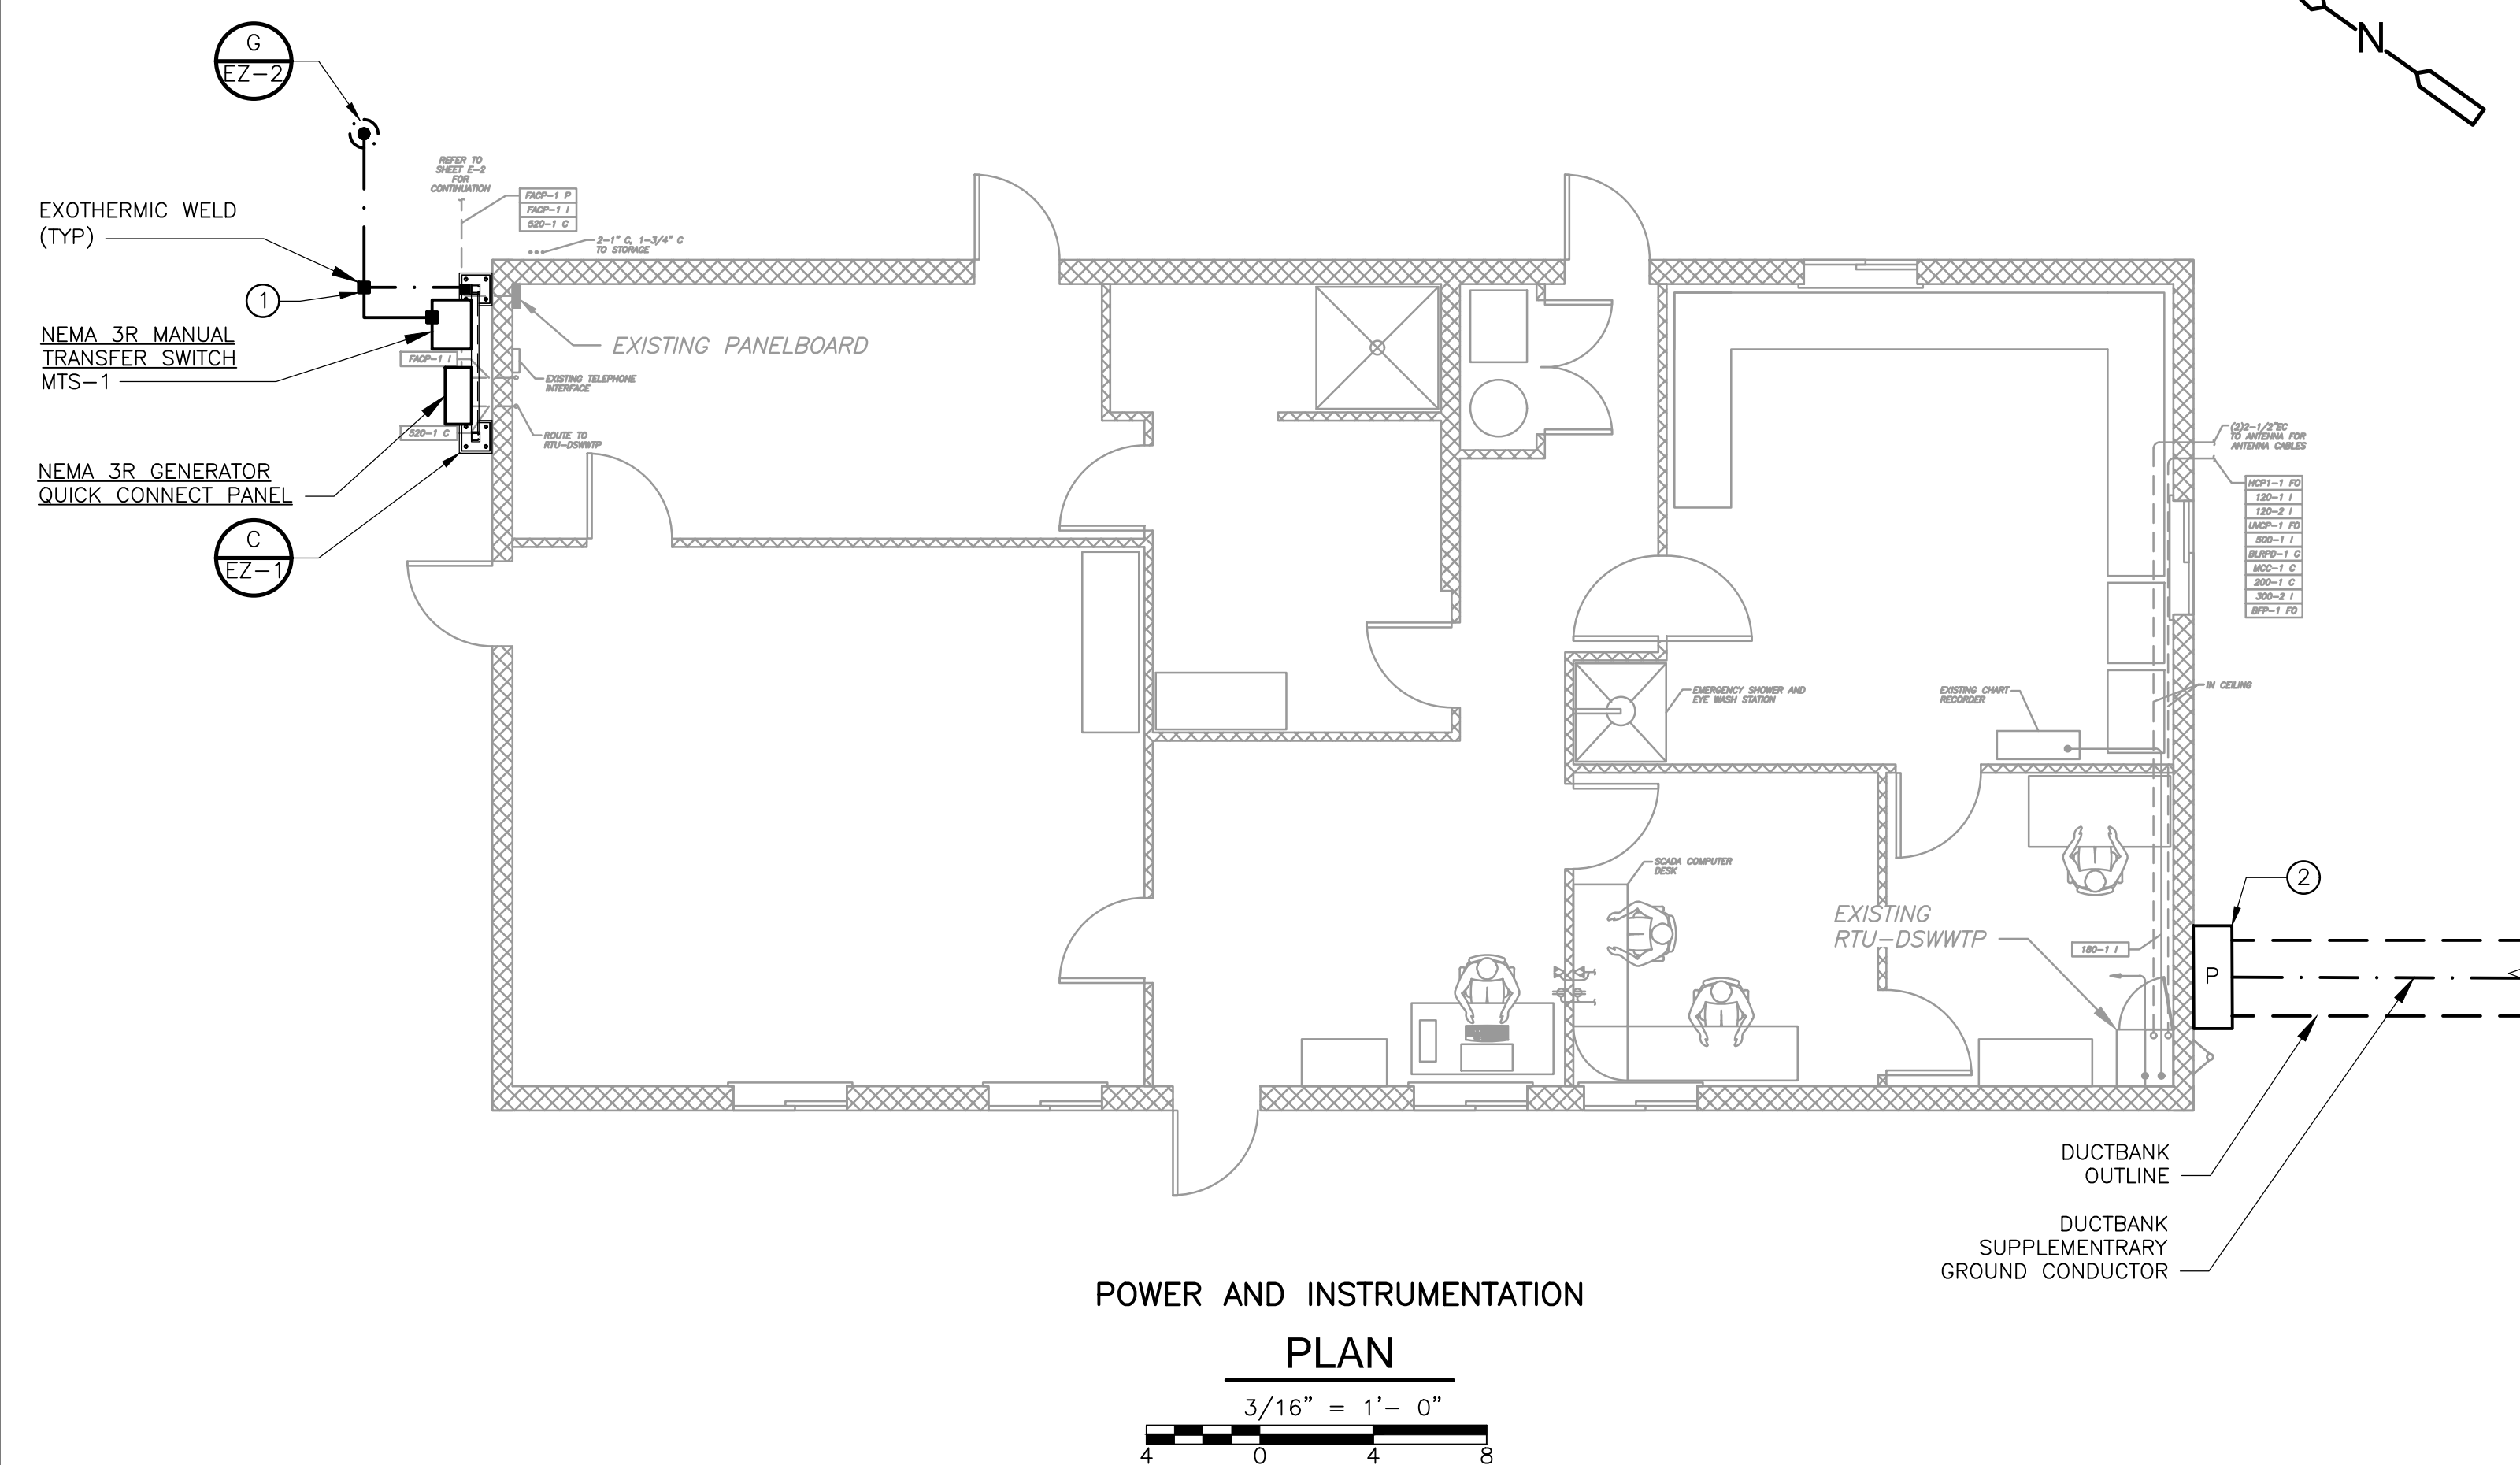 N
G
EZ-2
REFER TO
SHEET E-2
FOR
CONTINUATION
FACP-1 P
FACP-1 I
520-1 C
2-1" C, 1-3/4" C
TO STORAGE
EXOTHERMIC WELD
(TYP)
1
NEMA 3R MANUAL
TRANSFER SWITCH
MTS-1
FACP-1 I
EXISTING PANELBOARD
EXISTING TELEPHONE
INTERFACE
520-1 C
ROUTE TO
RTU-DSWWTP
NEMA 3R GENERATOR
QUICK CONNECT PANEL
C
EZ-1
(2)2-1/2"EC
TO ANTENNA FOR
ANTENNA CABLES
HCP1-1 FO
120-1 I
120-2 I
UVCP-1 FO
500-1 I
BLRPD-1 C
MCC-1 C
200-1 C
300-2 I
BFP-1 FO
EMERGENCY SHOWER AND
EYE WASH STATION
EXISTING CHART
RECORDER
IN CEILING
SCADA COMPUTER
DESK
2
EXISTING
RTU-DSWWTP
180-1 I
P
DUCTBANK
OUTLINE
DUCTBANK
SUPPLEMENTRARY
GROUND CONDUCTOR
POWER AND INSTRUMENTATION
PLAN
3/16" = 1'- 0"
4 0 4 8